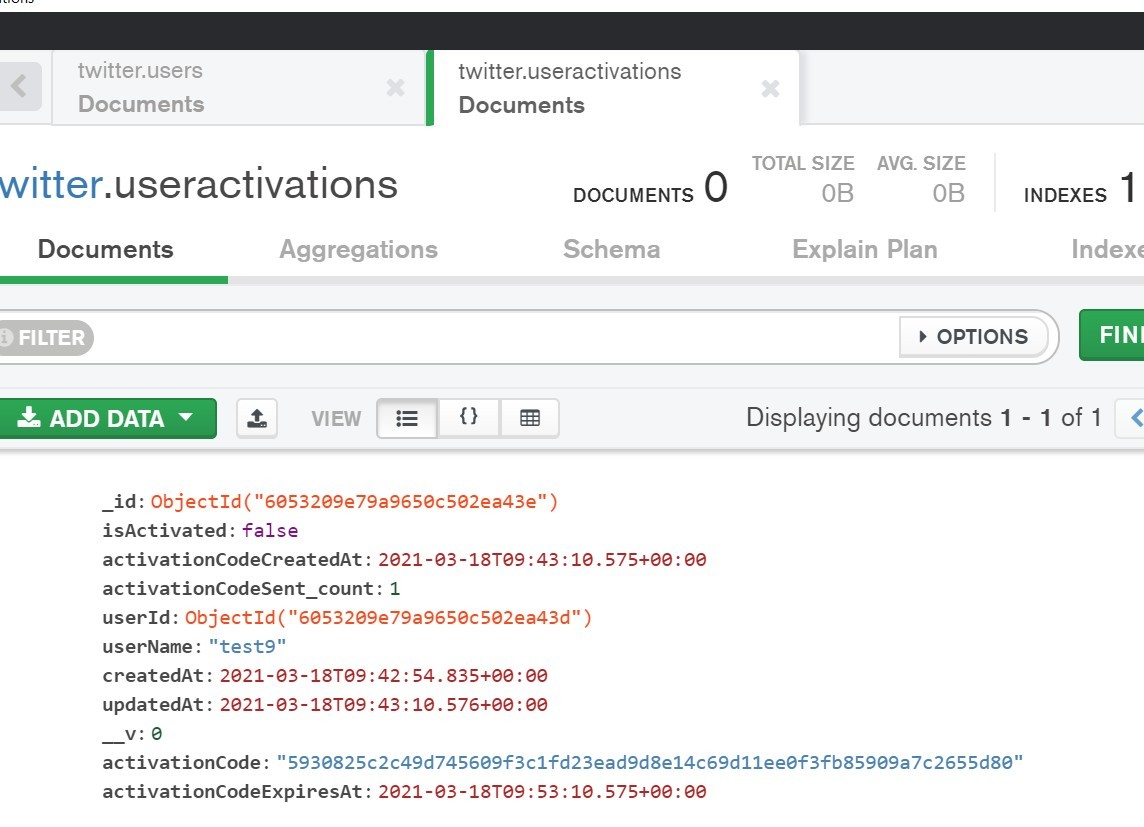 twitter.users
Documents
twitter.useractivations
Documents
witter.useractivations
DOCUMENTS 0
TOTAL SIZE
0B
AVG. SIZE
0B
INDEXES 1
Documents
Aggregations
Schema
Explain Plan
Indexe
FILTER
OPTIONS
FIN
ADD DATA
VIEW
{}
Displaying documents 1 - 1 of 1
_id: ObjectId("6053209e79a9650c502ea43e")
isActivated: false
activationCodeCreatedAt: 2021-03-18T09:43:10.575+00:00
activationCodeSent_count: 1
userId: ObjectId("6053209e79a9650c502ea43d")
userName: "test9"
createdAt: 2021-03-18T09:42:54.835+00:00
updatedAt: 2021-03-18T09:43:10.576+00:00
__v: 0
activationCode: "5930825c2c49d745609f3c1fd23ead9d8e14c69d11ee0f3fb85909a7c2655d80"
activationCodeExpiresAt: 2021-03-18T09:53:10.575+00:00